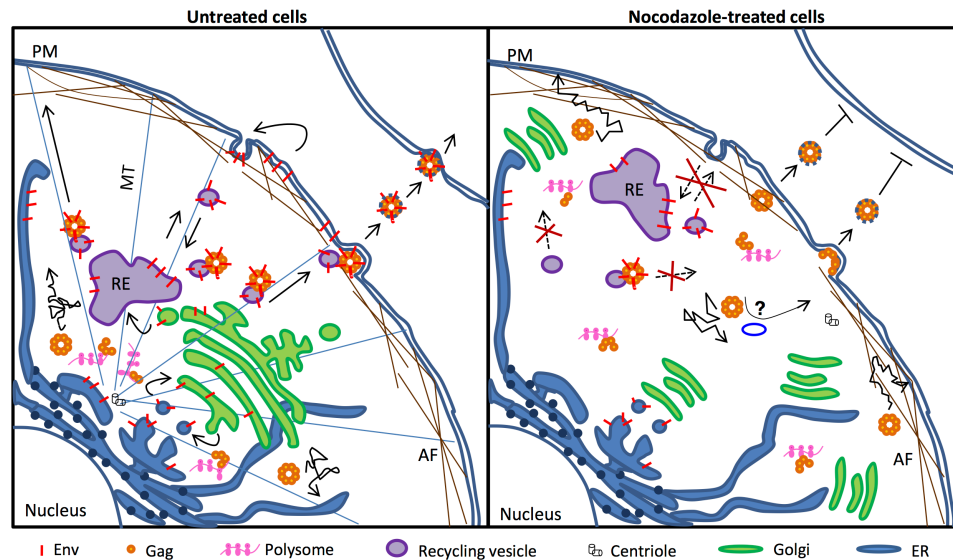 Untreated cells
Nocodazole-treated cells
PM
MT
RE
AF
Nucleus
PM
RE
?
AF
Nucleus
Env
Gag
Polysome
Recycling vesicle
Centriole
Golgi
ER